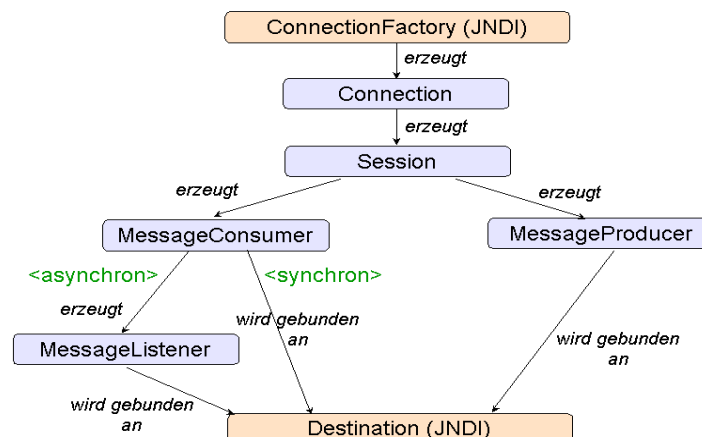 ConnectionFactory (JNDI)
erzeugt
Connection
erzeugt
Session
erzeugt
erzeugt
MessageConsumer
MessageProducer
<asynchron>
<synchron>
erzeugt
wird gebunden
an
wird gebunden
an
MessageListener
wird gebunden
an
Destination (JNDI)